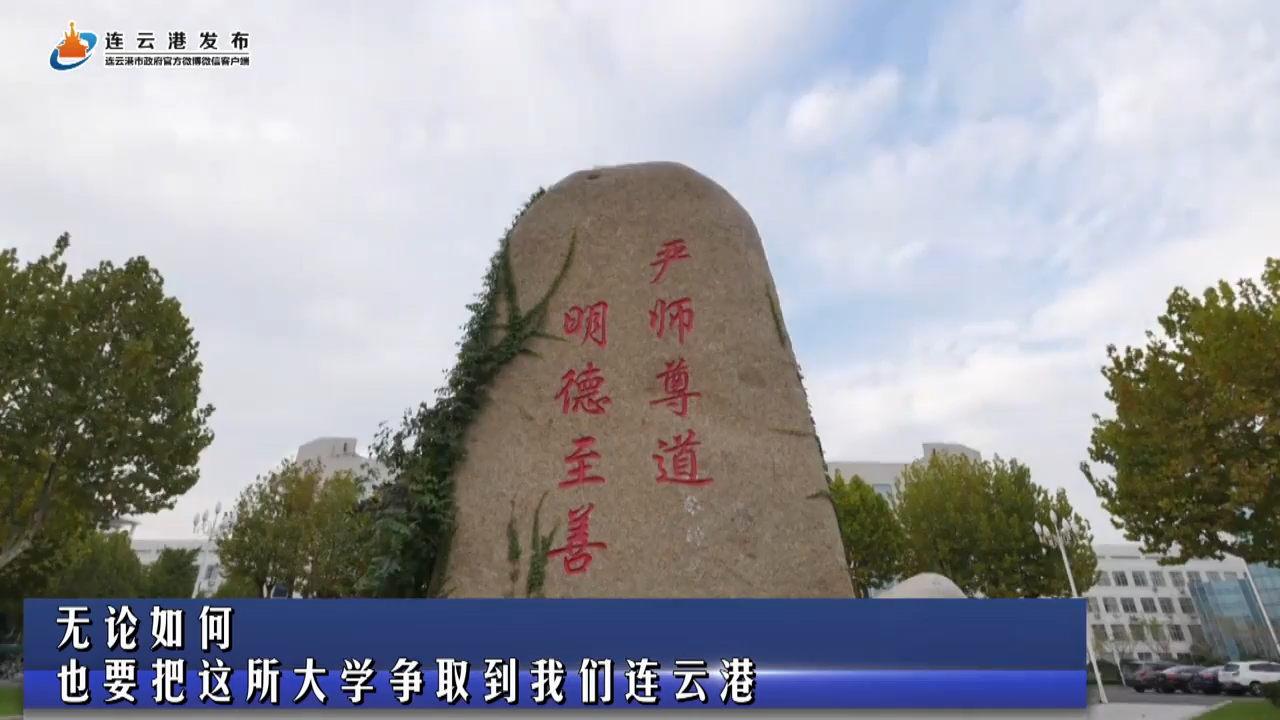 连云港发布
连云港市政府官方微博微信客户端
严师尊道
明德至善
无论如何
也要把这所大学争取到我们连云港